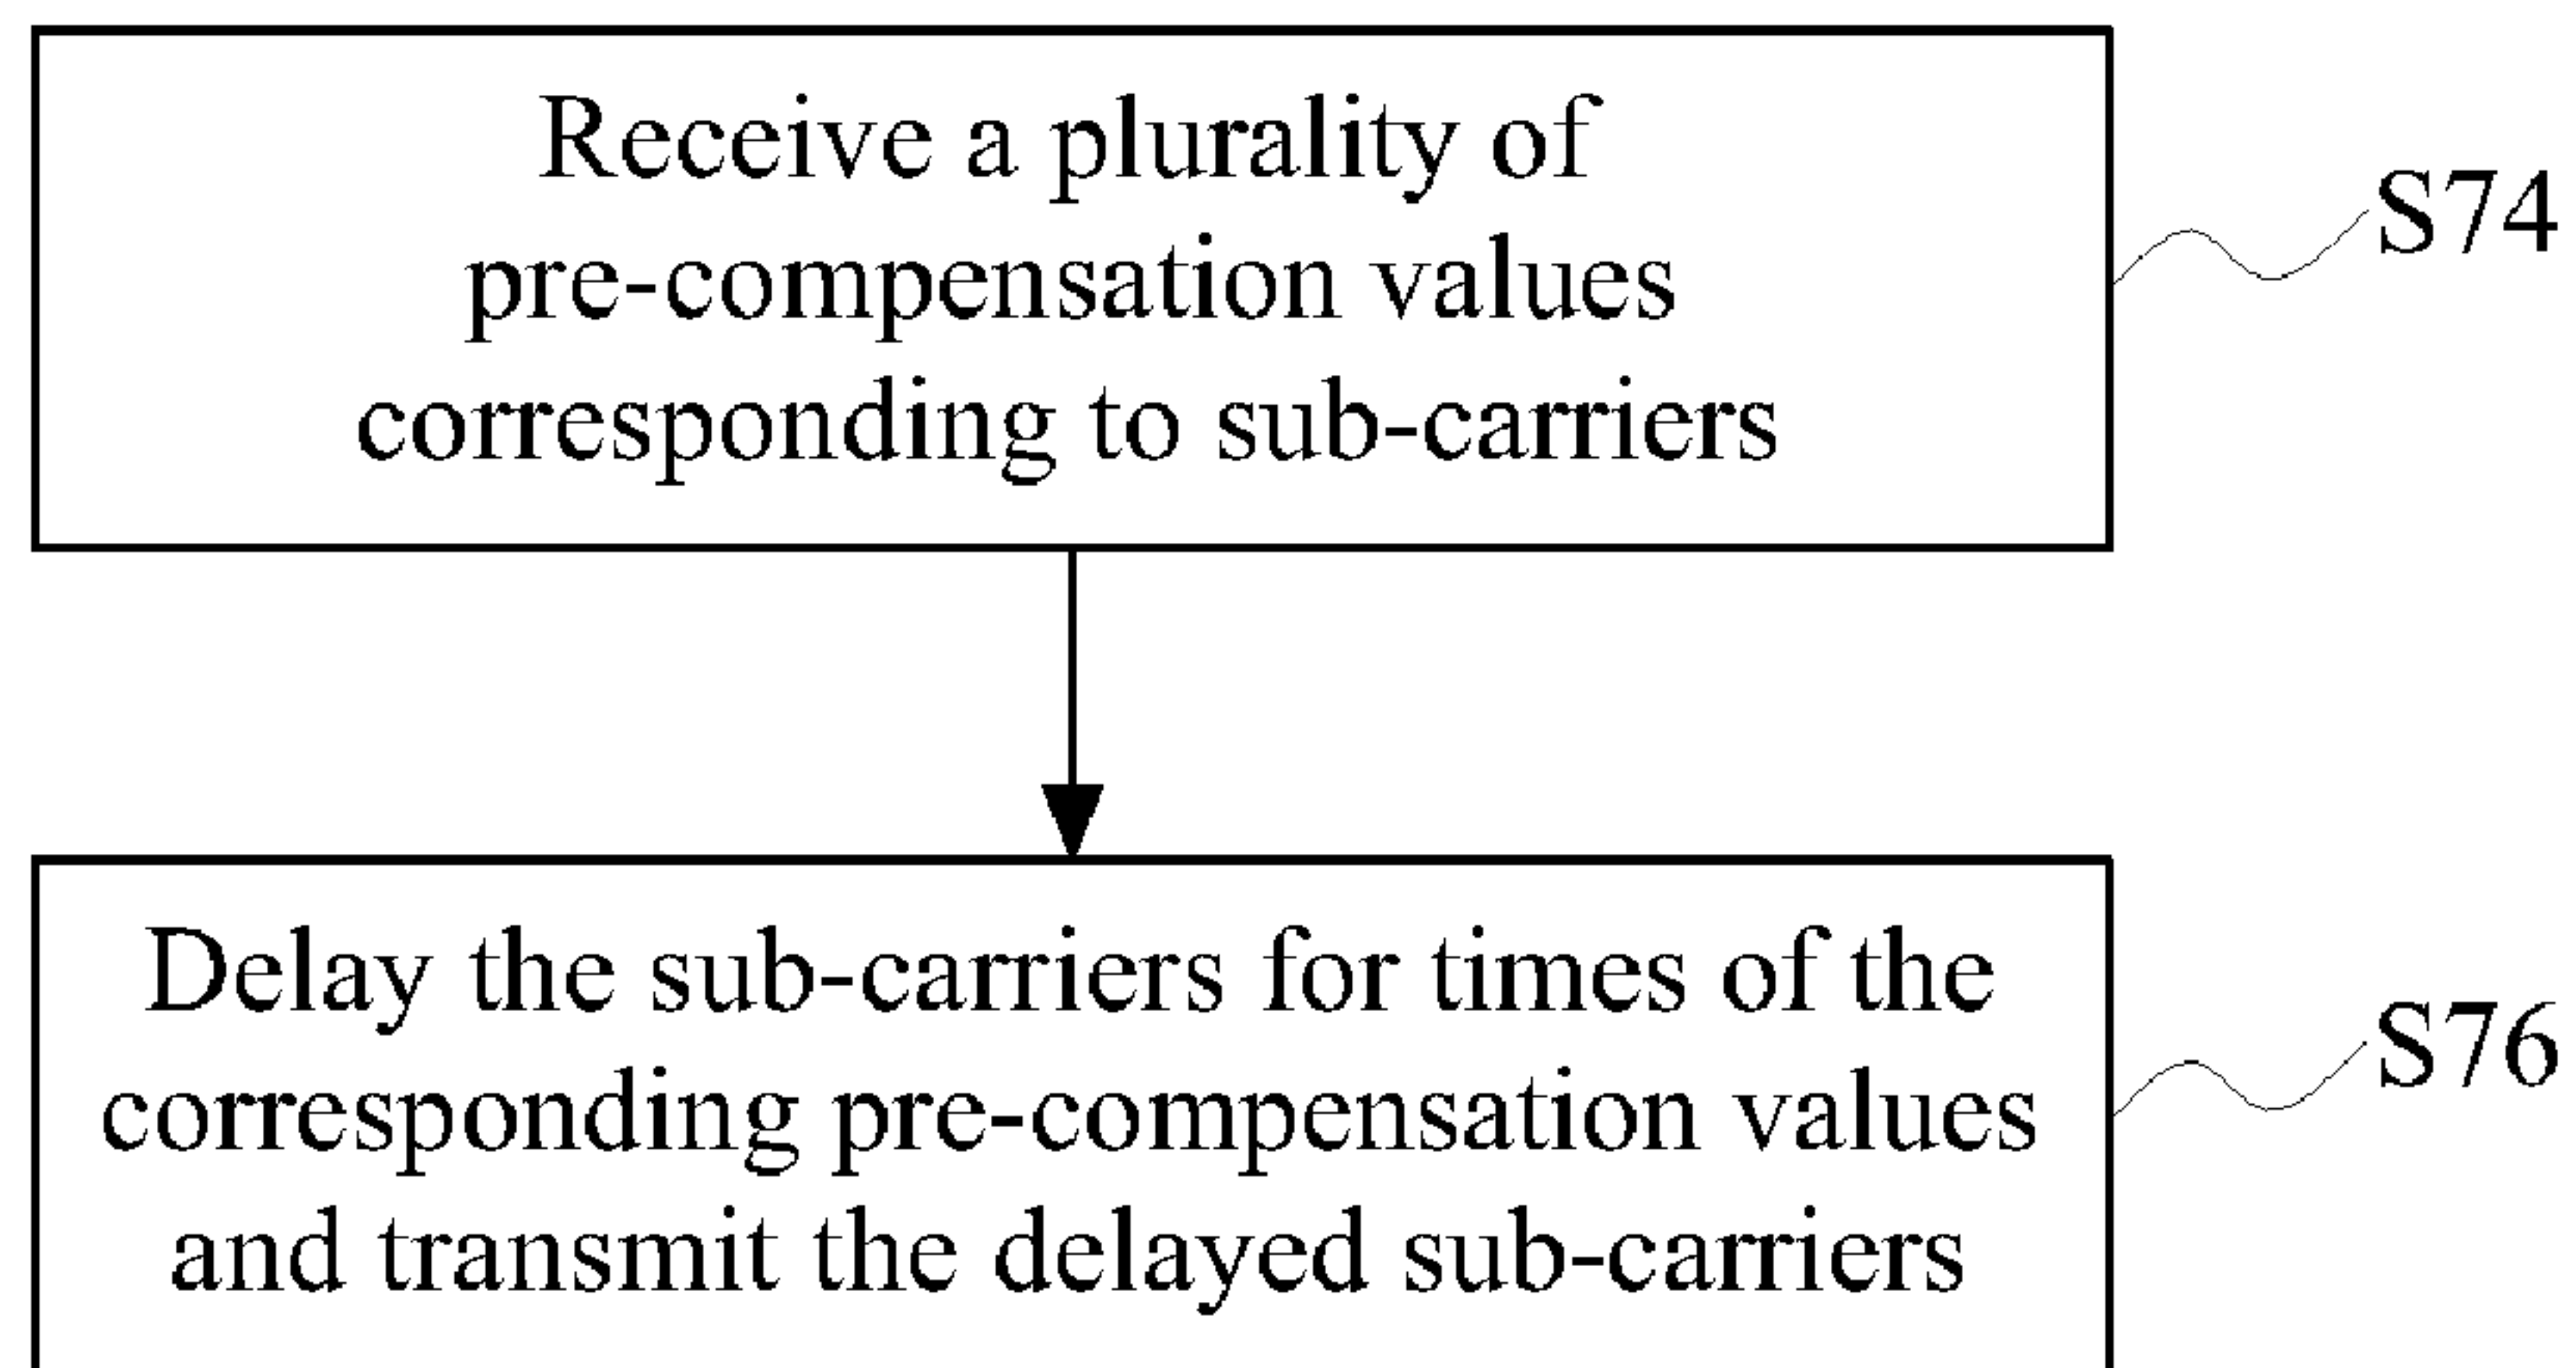 Receive a plurality of
pre-compensation values
corresponding to sub-carriers
S74
Delay the sub-carriers for times of the
corresponding pre-compensation values
and transmit the delayed sub-carriers
S76